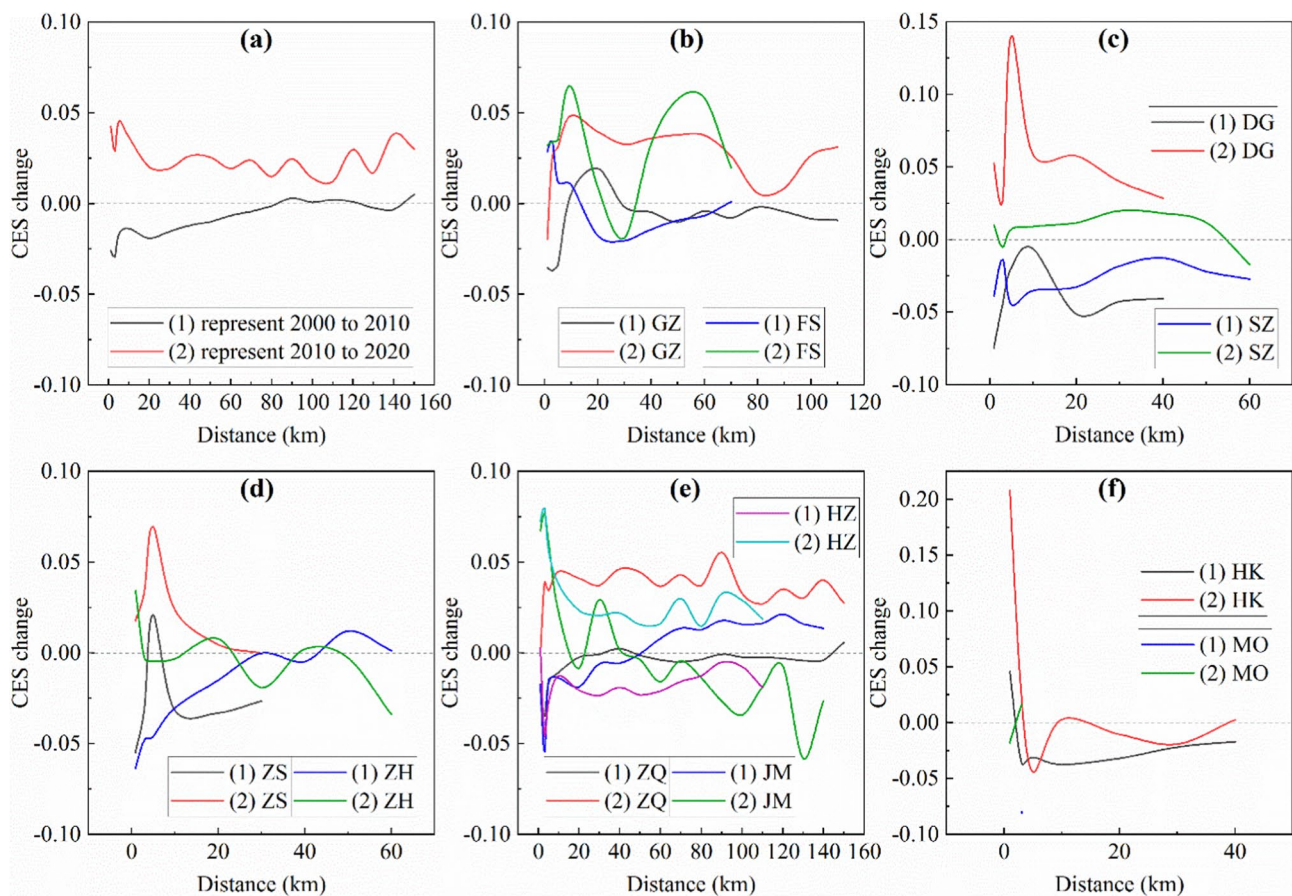 (a)
0.10
0.05
0.00
-0.05
-0.10
CES change
(1) represent 2000 to 2010
(2) represent 2010 to 2020
0 20 40 60 80 100 120 140 160
Distance (km)
(b)
0.10
0.05
0.00
-0.05
-0.10
CES change
(1) GZ (1) FS
(2) GZ (2) FS
0 20 40 60 80 100 120
Distance (km)
(c)
0.15
0.10
0.05
0.00
-0.05
-0.10
CES change
(1) DG
(2) DG
(1) SZ
(2) SZ
0 20 40 60
Distance (km)
(d)
0.10
0.05
0.00
-0.05
-0.10
CES change
(1) ZS (1) ZH
(2) ZS (2) ZH
0 20 40 60
Distance (km)
(e)
0.10
0.05
0.00
-0.05
-0.10
CES change
(1) HZ
(2) HZ
(1) ZQ (1) JM
(2) ZQ (2) JM
0 20 40 60 80 100 120 140 150
Distance (km)
(f)
0.20
0.15
0.10
0.05
0.00
-0.05
-0.10
CES change
(1) HK
(2) HK
(1) MO
(2) MO
0 20 40
Distance (km)